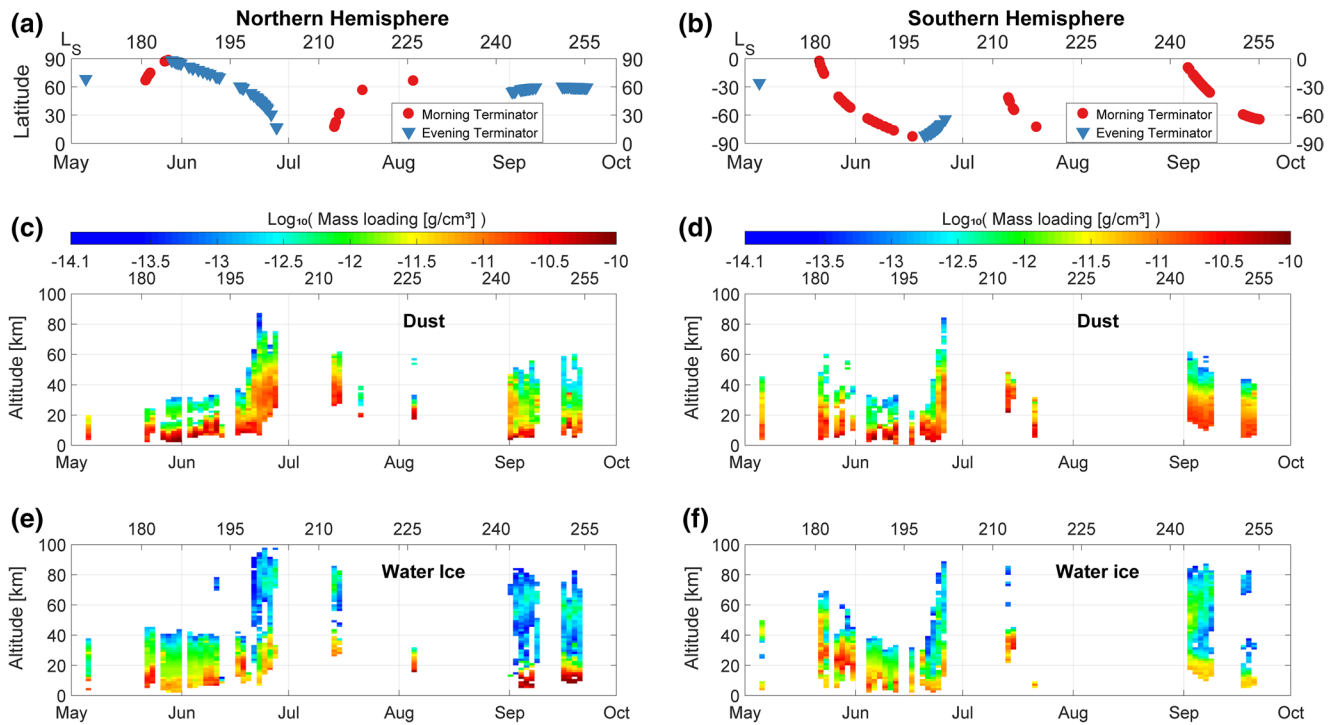 (a) Northern Hemisphere
L_S 180 195 210 225 240 255
Latitude
90 60 30 0
90 60 30 0
Morning Terminator
Evening Terminator
May Jun Jul Aug Sep Oct
(b) Southern Hemisphere
L_S 180 195 210 225 240 255
0 -30 -60 -90
0 -30 -60 -90
Morning Terminator
Evening Terminator
May Jun Jul Aug Sep Oct
(c) Log₁₀( Mass loading [g/cm³] )
-14.1 -13.5 -13 -12.5 -12 -11.5 -11 -10.5 -10
180 195 210 225 240 255
Altitude [km]
100 80 60 40 20 0
Dust
May Jun Jul Aug Sep Oct
(d) Log₁₀( Mass loading [g/cm³] )
-14.1 -13.5 -13 -12.5 -12 -11.5 -11 -10.5 -10
180 195 210 225 240 255
Altitude [km]
100 80 60 40 20 0
Dust
May Jun Jul Aug Sep Oct
(e) 180 195 210 225 240 255
Altitude [km]
100 80 60 40 20 0
Water Ice
May Jun Jul Aug Sep Oct
(f) 180 195 210 225 240 255
Altitude [km]
100 80 60 40 20 0
Water ice
May Jun Jul Aug Sep Oct